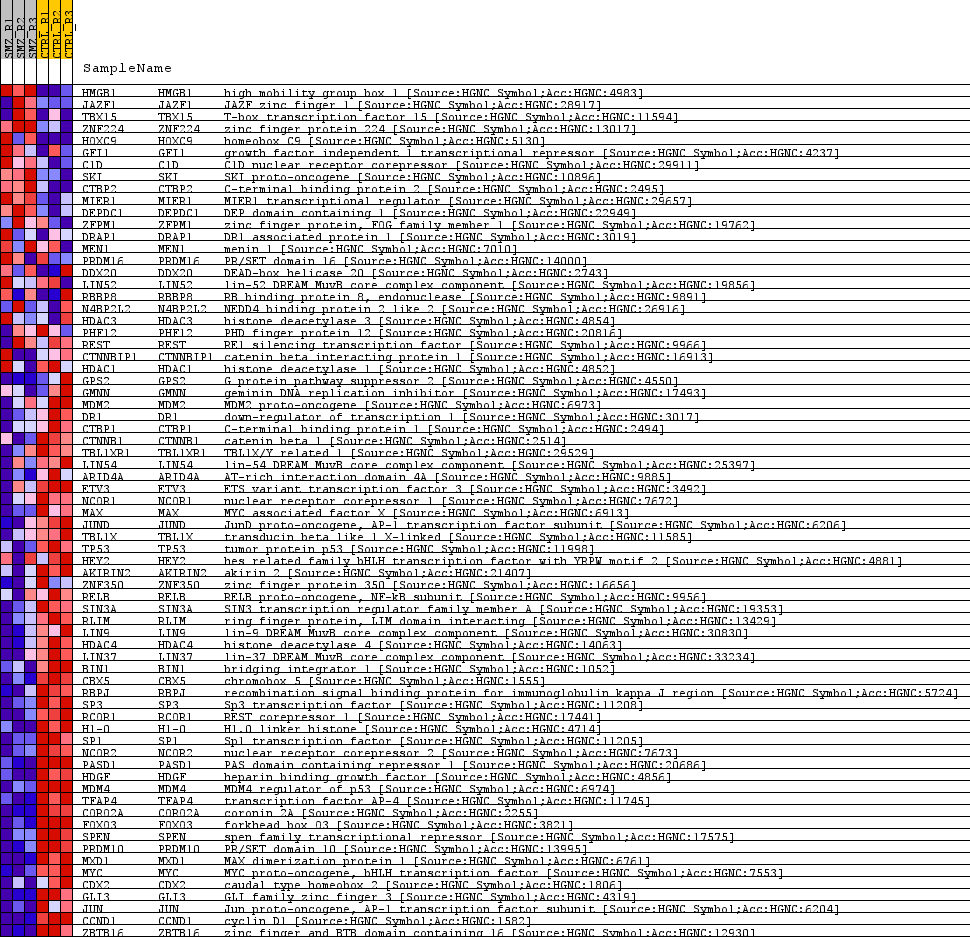 SMZ_R1
SMZ_R2
SMZ_R3
CTRL_R1
CTRL_R2
CTRL_R3
SampleName
HMGB1 HMGB1 high mobility group box 1 [Source:HGNC Symbol;Acc:HGNC:4983]
JAZF1 JAZF1 JAZF zinc finger 1 [Source:HGNC Symbol;Acc:HGNC:28917]
TBX15 TBX15 T-box transcription factor 15 [Source:HGNC Symbol;Acc:HGNC:11594]
ZNF224 ZNF224 zinc finger protein 224 [Source:HGNC Symbol;Acc:HGNC:13017]
HOXC9 HOXC9 homeobox C9 [Source:HGNC Symbol;Acc:HGNC:5130]
GFI1 GFI1 growth factor independent 1 transcriptional repressor [Source:HGNC Symbol;Acc:HGNC:4237]
C1D C1D C1D nuclear receptor corepressor [Source:HGNC Symbol;Acc:HGNC:29911]
SKI SKI SKI proto-oncogene [Source:HGNC Symbol;Acc:HGNC:10896]
CTBP2 CTBP2 C-terminal binding protein 2 [Source:HGNC Symbol;Acc:HGNC:2495]
MIER1 MIER1 MIER1 transcriptional regulator [Source:HGNC Symbol;Acc:HGNC:29657]
DEPDC1 DEPDC1 DEP domain containing 1 [Source:HGNC Symbol;Acc:HGNC:22949]
ZFPM1 ZFPM1 zinc finger protein, FOG family member 1 [Source:HGNC Symbol;Acc:HGNC:19762]
DRAP1 DRAP1 DR1 associated protein 1 [Source:HGNC Symbol;Acc:HGNC:3019]
MEN1 MEN1 menin 1 [Source:HGNC Symbol;Acc:HGNC:7010]
PRDM16 PRDM16 PR/SET domain 16 [Source:HGNC Symbol;Acc:HGNC:14000]
DDX20 DDX20 DEAD-box helicase 20 [Source:HGNC Symbol;Acc:HGNC:2743]
LIN52 LIN52 lin-52 DREAM MuvB core complex component [Source:HGNC Symbol;Acc:HGNC:19856]
RBBP8 RBBP8 RB binding protein 8, endonuclease [Source:HGNC Symbol;Acc:HGNC:9891]
N4BP2L2 N4BP2L2 NEDD4 binding protein 2 like 2 [Source:HGNC Symbol;Acc:HGNC:26916]
HDAC3 HDAC3 histone deacetylase 3 [Source:HGNC Symbol;Acc:HGNC:4854]
PHF12 PHF12 PHD finger protein 12 [Source:HGNC Symbol;Acc:HGNC:20816]
REST REST RE1 silencing transcription factor [Source:HGNC Symbol;Acc:HGNC:9966]
CTNNBIP1 CTNNBIP1 catenin beta interacting protein 1 [Source:HGNC Symbol;Acc:HGNC:16913]
HDAC1 HDAC1 histone deacetylase 1 [Source:HGNC Symbol;Acc:HGNC:4852]
GPS2 GPS2 G protein pathway suppressor 2 [Source:HGNC Symbol;Acc:HGNC:4550]
GMNN GMNN geminin DNA replication inhibitor [Source:HGNC Symbol;Acc:HGNC:17493]
MDM2 MDM2 MDM2 proto-oncogene [Source:HGNC Symbol;Acc:HGNC:6973]
DR1 DR1 down-regulator of transcription 1 [Source:HGNC Symbol;Acc:HGNC:3017]
CTBP1 CTBP1 C-terminal binding protein 1 [Source:HGNC Symbol;Acc:HGNC:2494]
CTNNB1 CTNNB1 catenin beta 1 [Source:HGNC Symbol;Acc:HGNC:2514]
TBL1XR1 TBL1XR1 TBL1X/Y related 1 [Source:HGNC Symbol;Acc:HGNC:29529]
LIN54 LIN54 lin-54 DREAM MuvB core complex component [Source:HGNC Symbol;Acc:HGNC:25397]
ARID4A ARID4A AT-rich interaction domain 4A [Source:HGNC Symbol;Acc:HGNC:9885]
ETV3 ETV3 ETS variant transcription factor 3 [Source:HGNC Symbol;Acc:HGNC:3492]
NCOR1 NCOR1 nuclear receptor corepressor 1 [Source:HGNC Symbol;Acc:HGNC:7672]
MAX MAX MYC associated factor X [Source:HGNC Symbol;Acc:HGNC:6913]
JUND JUND JunD proto-oncogene, AP-1 transcription factor subunit [Source:HGNC Symbol;Acc:HGNC:6206]
TBL1X TBL1X transducin beta like 1 X-linked [Source:HGNC Symbol;Acc:HGNC:11585]
TP53 TP53 tumor protein p53 [Source:HGNC Symbol;Acc:HGNC:11998]
HEY2 HEY2 hes related family bHLH transcription factor with YRPW motif 2 [Source:HGNC Symbol;Acc:HGNC:4881]
AKIRIN2 AKIRIN2 akirin 2 [Source:HGNC Symbol;Acc:HGNC:21407]
ZNF350 ZNF350 zinc finger protein 350 [Source:HGNC Symbol;Acc:HGNC:16656]
RELB RELB RELB proto-oncogene, NF-kB subunit [Source:HGNC Symbol;Acc:HGNC:9956]
SIN3A SIN3A SIN3 transcription regulator family member A [Source:HGNC Symbol;Acc:HGNC:19353]
RLIM RLIM ring finger protein, LIM domain interacting [Source:HGNC Symbol;Acc:HGNC:13429]
LIN9 LIN9 lin-9 DREAM MuvB core complex component [Source:HGNC Symbol;Acc:HGNC:30830]
HDAC4 HDAC4 histone deacetylase 4 [Source:HGNC Symbol;Acc:HGNC:14063]
LIN37 LIN37 lin-37 DREAM MuvB core complex component [Source:HGNC Symbol;Acc:HGNC:33234]
BIN1 BIN1 bridging integrator 1 [Source:HGNC Symbol;Acc:HGNC:1052]
CBX5 CBX5 chromobox 5 [Source:HGNC Symbol;Acc:HGNC:1555]
RBPJ RBPJ recombination signal binding protein for immunoglobulin kappa J region [Source:HGNC Symbol;Acc:HGNC:5724]
SP3 SP3 Sp3 transcription factor [Source:HGNC Symbol;Acc:HGNC:11208]
RCOR1 RCOR1 REST corepressor 1 [Source:HGNC Symbol;Acc:HGNC:17441]
H1-0 H1-0 H1.0 linker histone [Source:HGNC Symbol;Acc:HGNC:4714]
SP1 SP1 Sp1 transcription factor [Source:HGNC Symbol;Acc:HGNC:11205]
NCOR2 NCOR2 nuclear receptor corepressor 2 [Source:HGNC Symbol;Acc:HGNC:7673]
PASD1 PASD1 PAS domain containing repressor 1 [Source:HGNC Symbol;Acc:HGNC:20686]
HDGF HDGF heparin binding growth factor [Source:HGNC Symbol;Acc:HGNC:4856]
MDM4 MDM4 MDM4 regulator of p53 [Source:HGNC Symbol;Acc:HGNC:6974]
TFAP4 TFAP4 transcription factor AP-4 [Source:HGNC Symbol;Acc:HGNC:11745]
CORO2A CORO2A coronin 2A [Source:HGNC Symbol;Acc:HGNC:2255]
FOXO3 FOXO3 forkhead box O3 [Source:HGNC Symbol;Acc:HGNC:3821]
SPEN SPEN spen family transcriptional repressor [Source:HGNC Symbol;Acc:HGNC:17575]
PRDM10 PRDM10 PR/SET domain 10 [Source:HGNC Symbol;Acc:HGNC:13995]
MXD1 MXD1 MAX dimerization protein 1 [Source:HGNC Symbol;Acc:HGNC:6761]
MYC MYC MYC proto-oncogene, bHLH transcription factor [Source:HGNC Symbol;Acc:HGNC:7553]
CDX2 CDX2 caudal type homeobox 2 [Source:HGNC Symbol;Acc:HGNC:1806]
GLI3 GLI3 GLI family zinc finger 3 [Source:HGNC Symbol;Acc:HGNC:4319]
JUN JUN Jun proto-oncogene, AP-1 transcription factor subunit [Source:HGNC Symbol;Acc:HGNC:6204]
CCND1 CCND1 cyclin D1 [Source:HGNC Symbol;Acc:HGNC:1582]
ZBTB16 ZBTB16 zinc finger and BTB domain containing 16 [Source:HGNC Symbol;Acc:HGNC:12930]